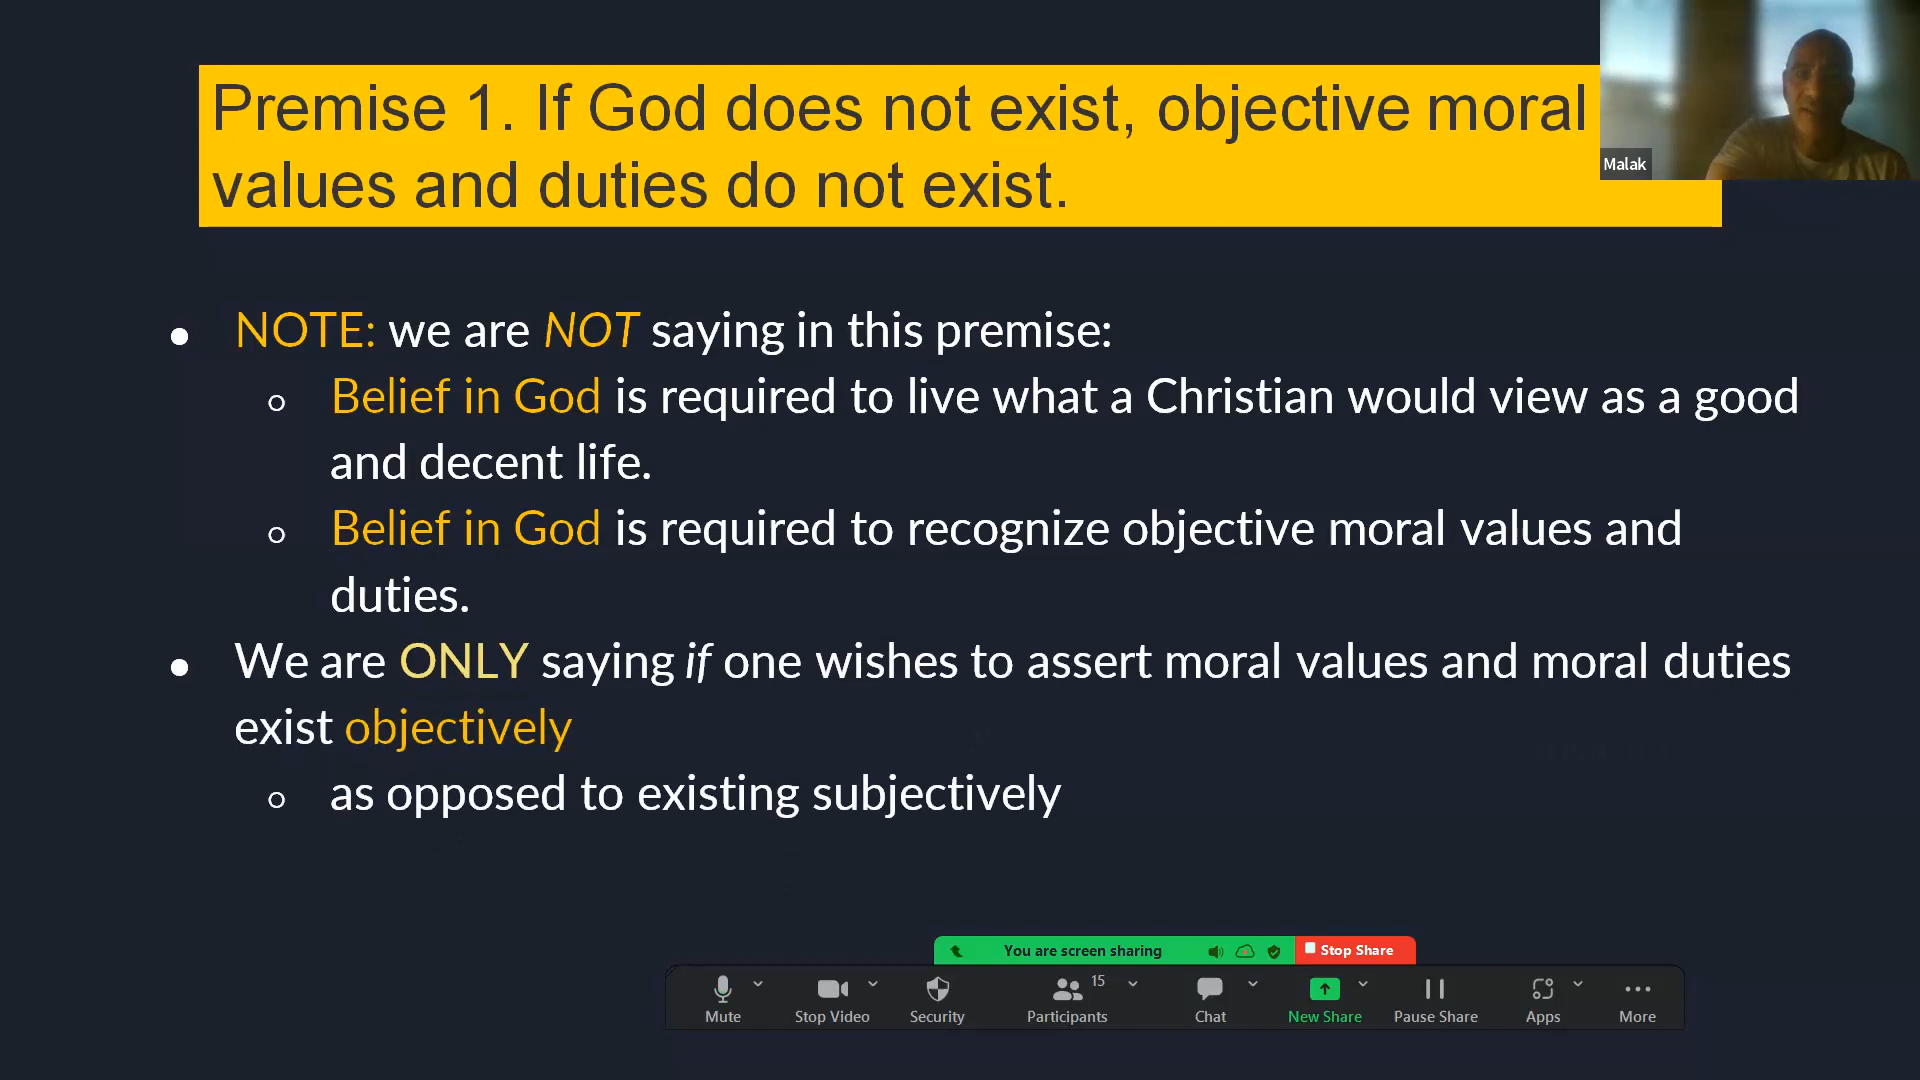 Premise 1. If God does not exist, objective moral
values and duties do not exist.
Malak
● NOTE: we are NOT saying in this premise:
○ Belief in God is required to live what a Christian would view as a good
and decent life.
○ Belief in God is required to recognize objective moral values and
duties.
● We are ONLY saying if one wishes to assert moral values and moral duties
exist objectively
○ as opposed to existing subjectively
You are screen sharing Stop Share
15
Mute Stop Video Security Participants Chat New Share Pause Share Apps More